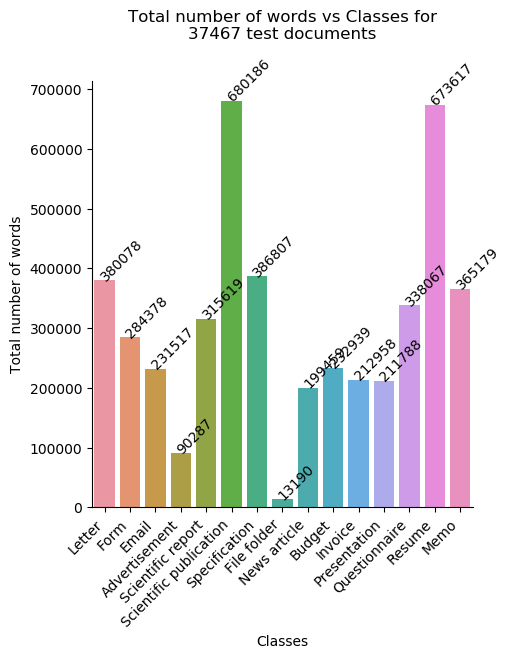 Total number of words vs Classes for
37467 test documents
Total number of words
700000
600000
500000
400000
300000
200000
100000
0
380078
284378
231517
90287
315619
680186
386807
13190
199459
232939
212958
211788
338067
673617
365179
Letter
Form
Email
Advertisement
Scientific report
Scientific publication
Specification
File folder
News article
Budget
Invoice
Presentation
Questionnaire
Resume
Memo
Classes